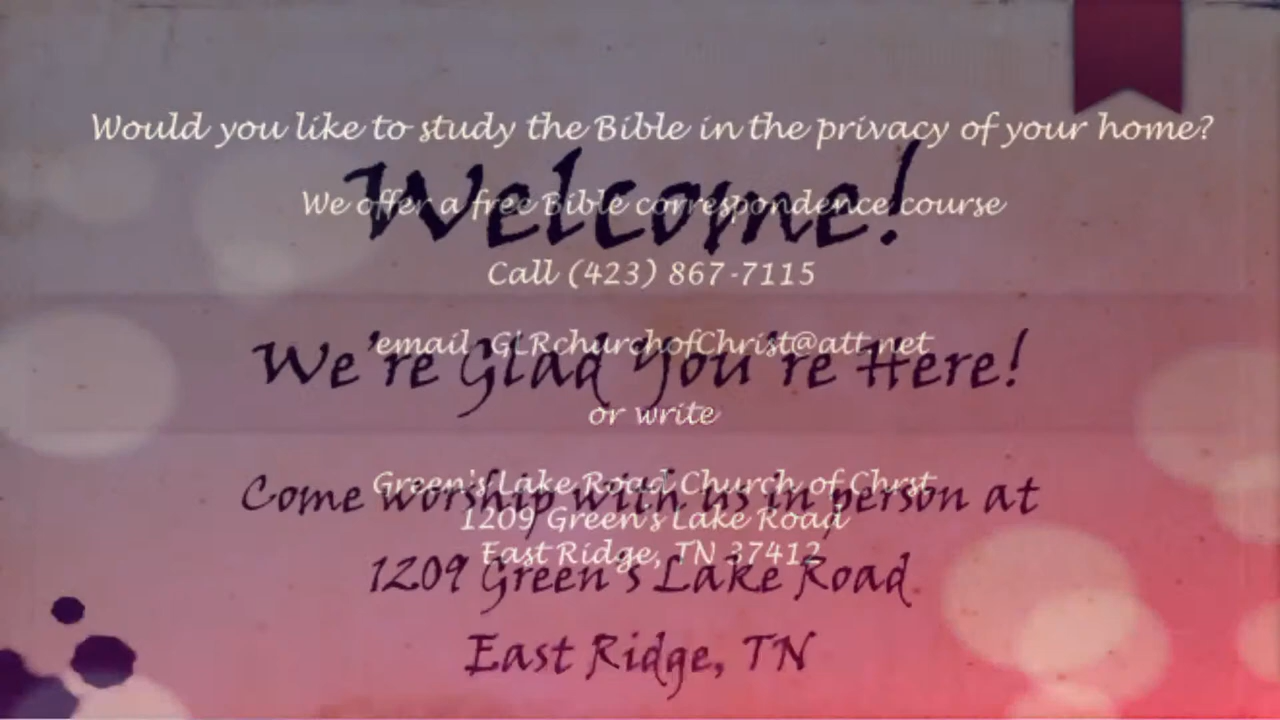 Would you like to study the Bible in the privacy of your home?
Welcome!
We offer a free Bible correspondence course
Call (423) 867-7115
email GLRchurchofChrist@att.net
We're Glad You're Here!
or write
Green's Lake Road Church of Chrst
Come worship with us in person at
1209 Green's Lake Road
East Ridge, TN 37412
1209 Green's Lake Road
East Ridge, TN